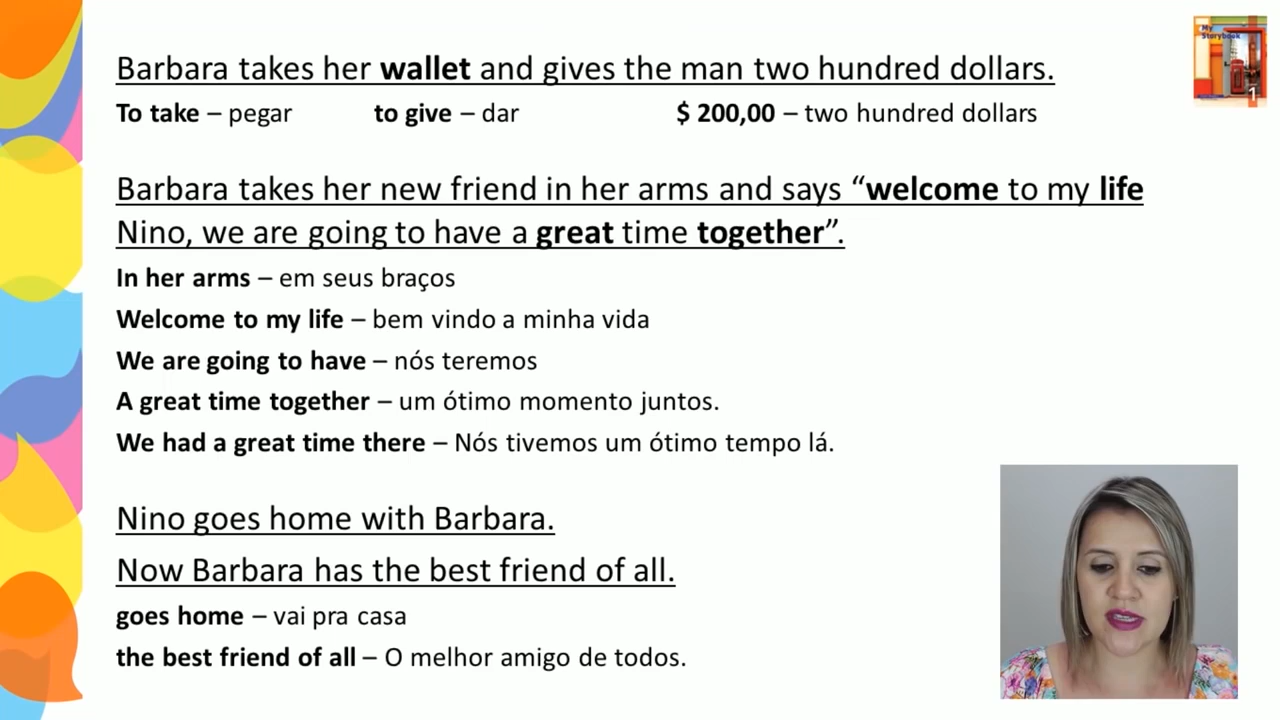 Barbara takes her wallet and gives the man two hundred dollars.
To take – pegar to give – dar $ 200,00 – two hundred dollars
Barbara takes her new friend in her arms and says “welcome to my life
Nino, we are going to have a great time together”.
In her arms – em seus braços
Welcome to my life – bem vindo a minha vida
We are going to have – nós teremos
A great time together – um ótimo momento juntos.
We had a great time there – Nós tivemos um ótimo tempo lá.
Nino goes home with Barbara.
Now Barbara has the best friend of all.
goes home – vai pra casa
the best friend of all – O melhor amigo de todos.
My
Storybook
1